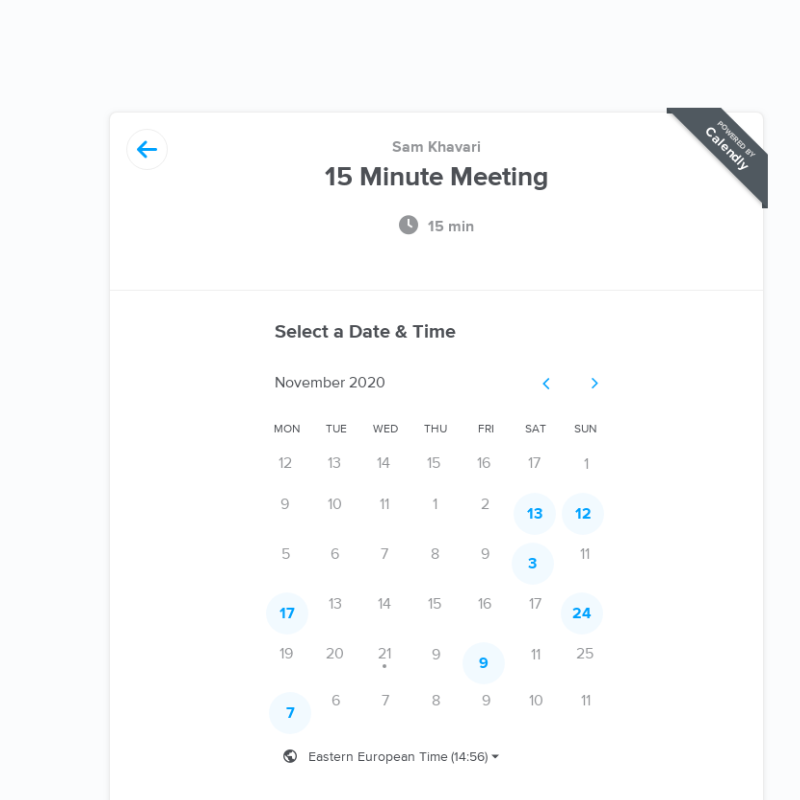 POWERED BY
Calendly
Sam Khavari
15 Minute Meeting
15 min
Select a Date & Time
November 2020
MON TUE WED THU FRI SAT SUN
12 13 14 15 16 17 1
9 10 11 1 2 13 12
5 6 7 8 9 3 11
17 13 14 15 16 17 24
19 20 21 9 9 11 25
7 6 7 8 9 10 11
Eastern European Time (14:56)